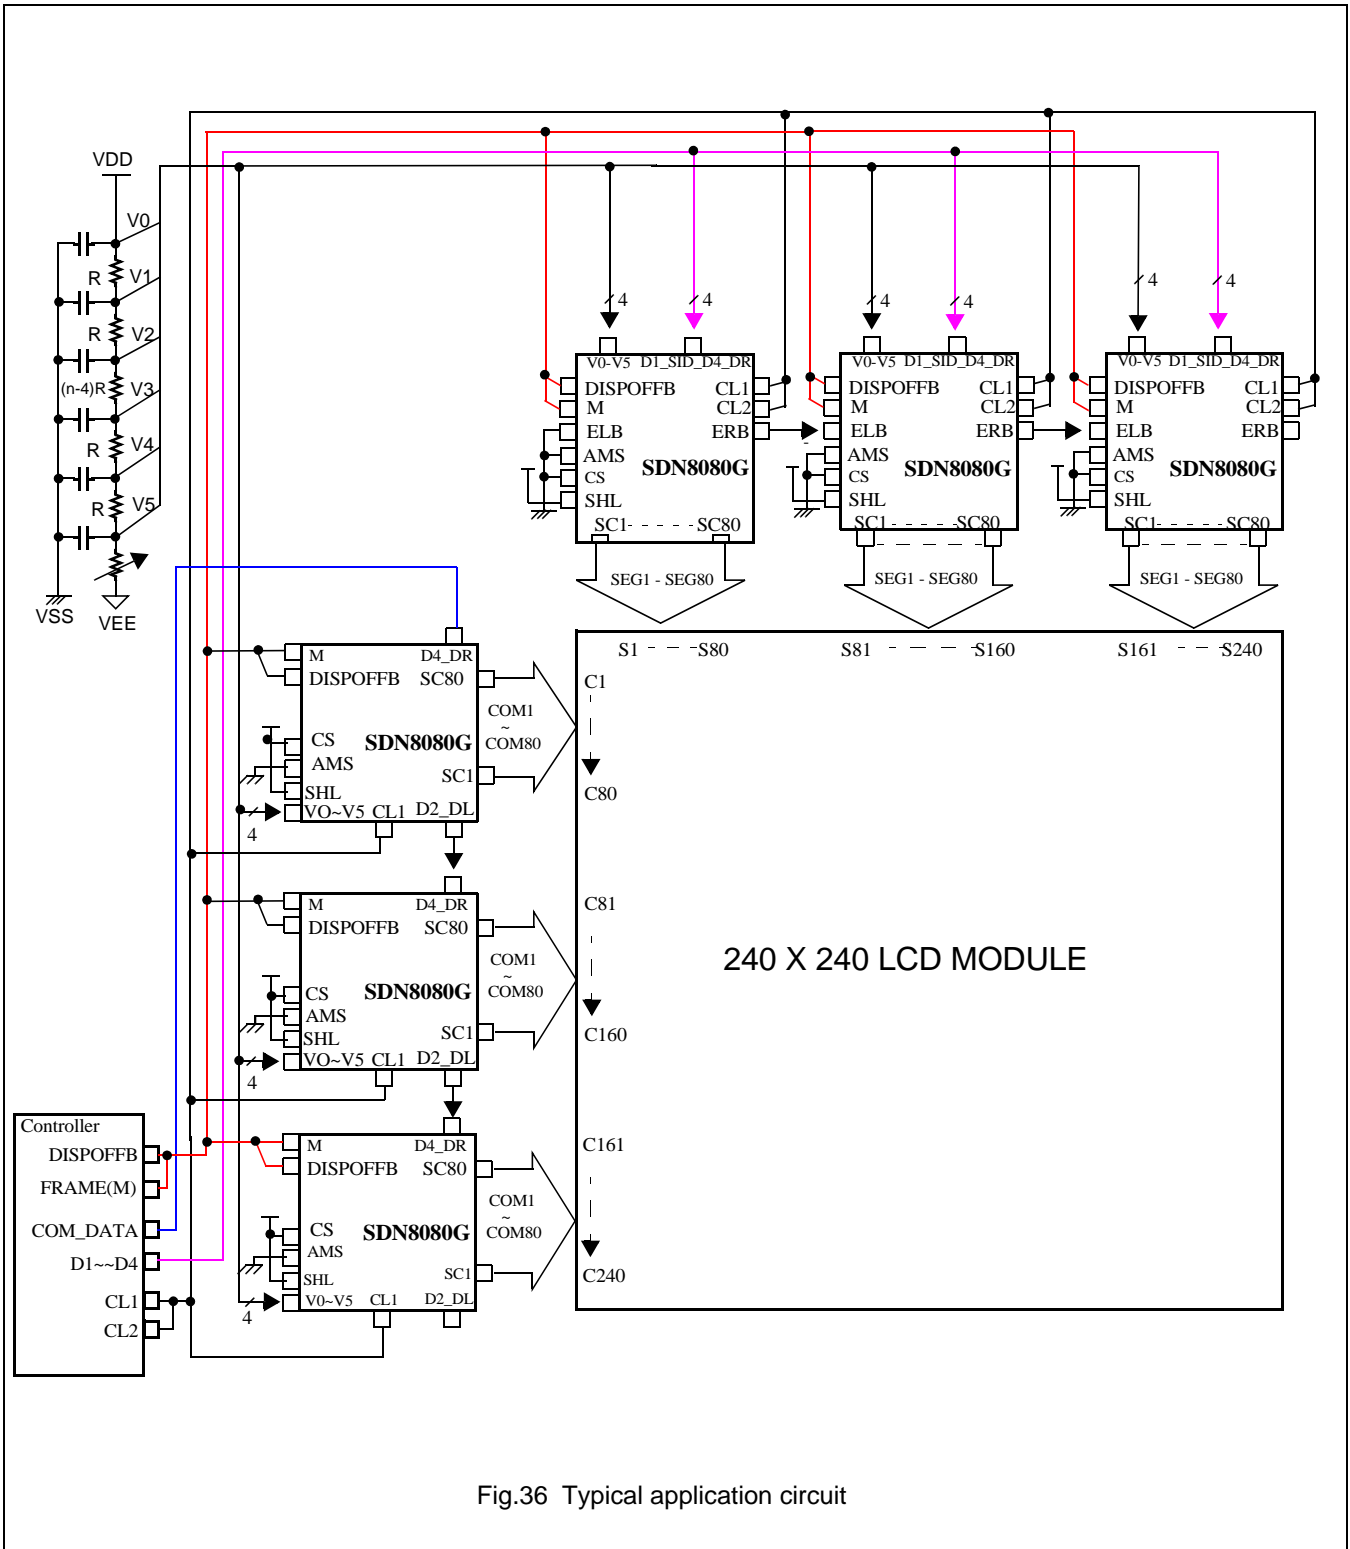 VDD
V0
R
V1
R
V2
(n-4)R
V3
R
V4
R
V5
VSS
VEE
4
4
4
4
4
4
V0-V5 D1_SID_D4_DR
DISPOFFB CL1
M CL2
ELB ERB
AMS
CS SDN8080G
SHL
SC1 - - - - - SC80
SEG1 - SEG80
V0-V5 D1_SID_D4_DR
DISPOFFB CL1
M CL2
ELB ERB
AMS
CS SDN8080G
SHL
SC1 - - - - - SC80
SEG1 - SEG80
V0-V5 D1_SID_D4_DR
DISPOFFB CL1
M CL2
ELB ERB
AMS
CS SDN8080G
SHL
SC1 - - - - - SC80
SEG1 - SEG80
S1 - - - S80
S81 - - - S160
S161 - - - S240
M D4_DR
DISPOFFB SC80
CS SDN8080G
AMS
SC1
SHL
VO~V5 CL1 D2_DL
4
COM1
~
COM80
C1
C80
M D4_DR
DISPOFFB SC80
CS SDN8080G
AMS
SC1
SHL
VO~V5 CL1 D2_DL
4
COM1
~
COM80
C81
C160
240 X 240 LCD MODULE
M D4_DR
DISPOFFB SC80
CS SDN8080G
AMS
SC1
SHL
V0~V5 CL1 D2_DL
4
COM1
~
COM80
C161
C240
Controller
DISPOFFB
FRAME(M)
COM_DATA
D1~~D4
CL1
CL2
Fig.36 Typical application circuit